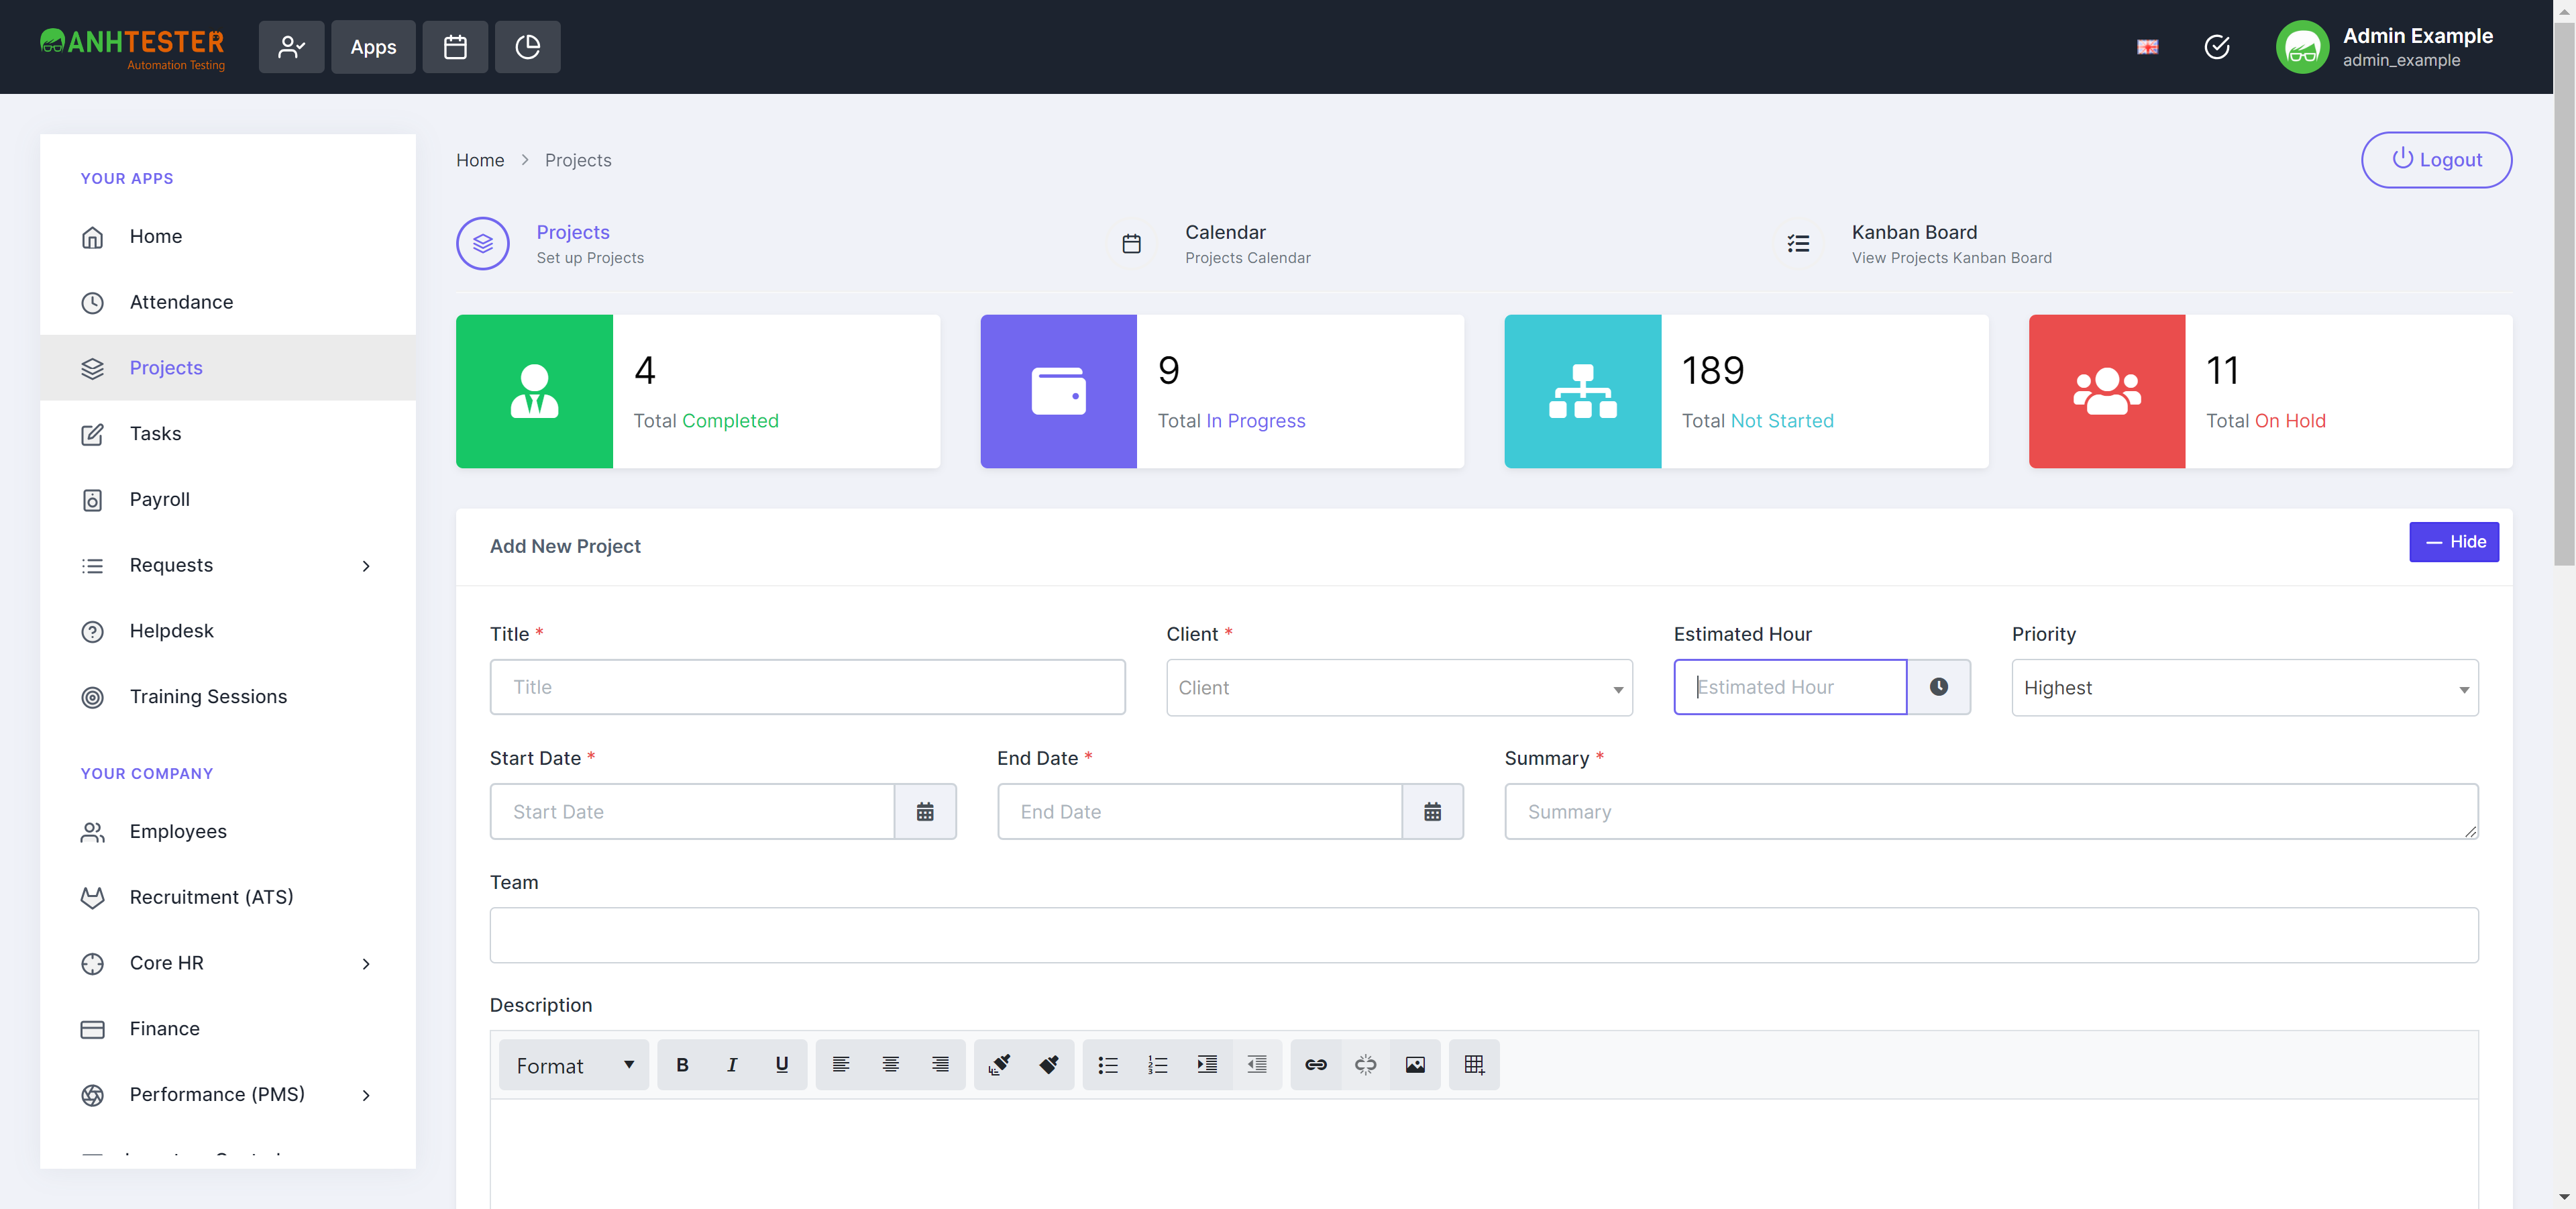 ANHTESTER
Automation Testing
Apps
Admin Example
admin_example
YOUR APPS
Home
Attendance
Projects
Tasks
Payroll
Requests
Helpdesk
Training Sessions
YOUR COMPANY
Employees
Recruitment (ATS)
Core HR
Finance
Performance (PMS)
Home
Projects
Logout
Projects
Set up Projects
Calendar
Projects Calendar
Kanban Board
View Projects Kanban Board
4
Total Completed
9
Total In Progress
189
Total Not Started
11
Total On Hold
Add New Project
Hide
Title *
Client *
Estimated Hour
Priority
Title
Client
Estimated Hour
Highest
Start Date *
End Date *
Summary *
Start Date
End Date
Summary
Team
Description
Format
B
I
U